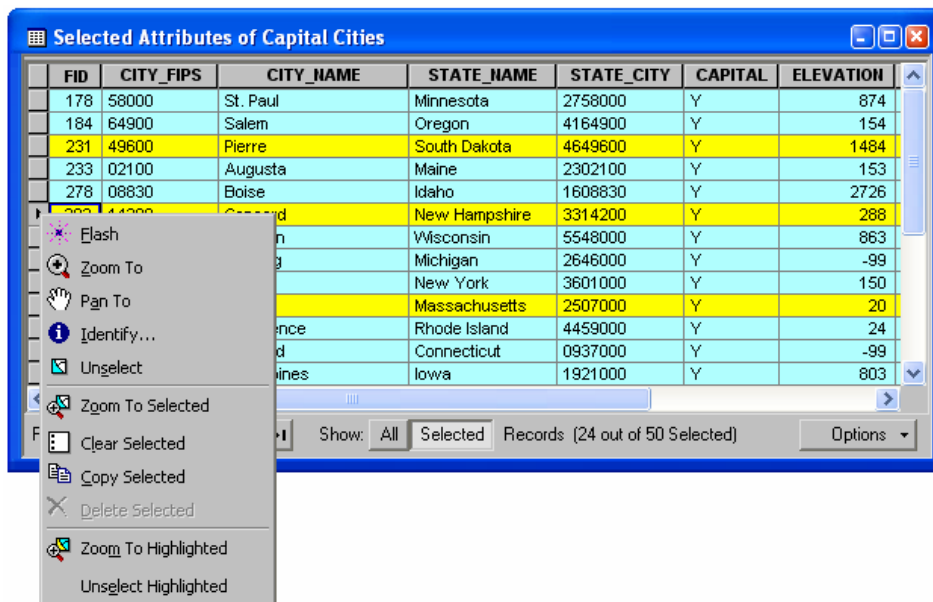 Selected Attributes of Capital Cities
FID CITY_FIPS CITY_NAME STATE_NAME STATE_CITY CAPITAL ELEVATION
178 58000 St. Paul Minnesota 2758000 Y 874
184 64900 Salem Oregon 4164900 Y 154
231 49600 Pierre South Dakota 4649600 Y 1484
233 02100 Augusta Maine 2302100 Y 153
278 08830 Boise Idaho 1608830 Y 2726
New Hampshire 3314200 Y 288
Flash n Wisconsin 5548000 Y 863
Zoom To g Michigan 2646000 Y -99
Pan To New York 3601000 Y 150
Massachusetts 2507000 Y 20
Identify... ence Rhode Island 4459000 Y 24
Unselect d Connecticut 0937000 Y -99
ines Iowa 1921000 Y 803
Zoom To Selected
Show: All Selected Records (24 out of 50 Selected) Options
Clear Selected
Copy Selected
Delete Selected
Zoom To Highlighted
Unselect Highlighted